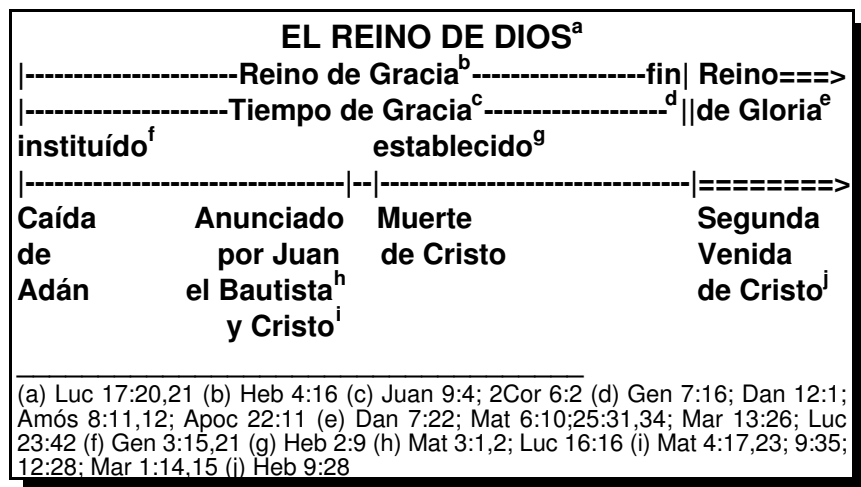 EL REINO DE DIOSᵃ
|----------------------Reino de Graciaᵇ------------------fin| Reino===>
|---------------------Tiempo de Graciaᶜ-------------------ᵈ||de Gloriaᵉ
instituídoᶠ establecidoᵍ
|---------------------------------|--|--------------------------------|========>
Caída Anunciado Muerte Segunda
de por Juan de Cristo Venida
Adán el Bautistaʰ de Cristoʲ
y Cristoⁱ
(a) Luc 17:20,21 (b) Heb 4:16 (c) Juan 9:4; 2Cor 6:2 (d) Gen 7:16; Dan 12:1;
Amós 8:11,12; Apoc 22:11 (e) Dan 7:22; Mat 6:10;25:31,34; Mar 13:26; Luc
23:42 (f) Gen 3:15,21 (g) Heb 2:9 (h) Mat 3:1,2; Luc 16:16 (i) Mat 4:17,23; 9:35;
12:28; Mar 1:14,15 (j) Heb 9:28